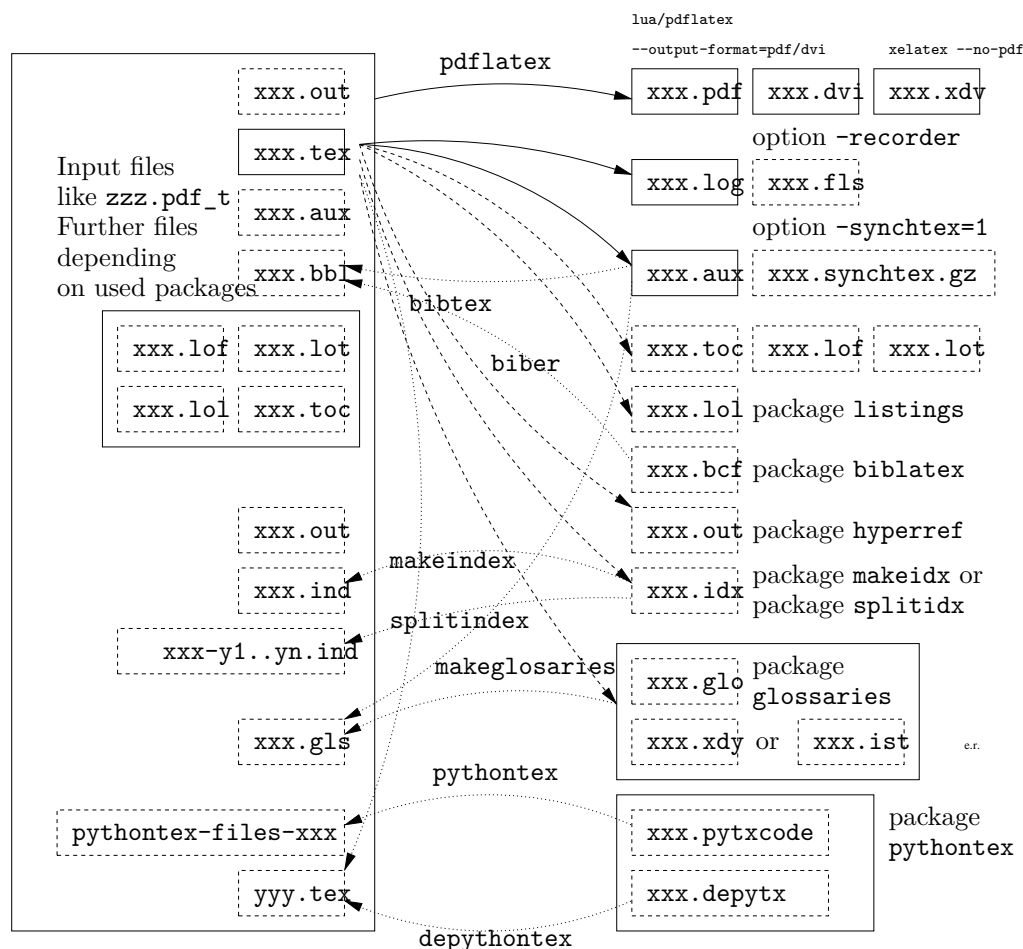 lua/pdflatex
--output-format=pdf/dvi
xelatex --no-pdf
pdflatex
xxx.out
xxx.pdf
xxx.dvi
xxx.xdv
option -recorder
xxx.tex
Input files
like zzz.pdf_t
Further files
depending
on used packages
xxx.log
xxx.fls
xxx.aux
option -synchtex=1
xxx.bbl
xxx.aux
xxx.synchtex.gz
bibtex
xxx.lof
xxx.lot
biber
xxx.toc
xxx.lof
xxx.lot
xxx.lol
xxx.toc
xxx.lol
package listings
xxx.bcf
package biblatex
xxx.out
xxx.out
package hyperref
makeindex
xxx.ind
xxx.idx
package makeidx or
package splitidx
splitindex
xxx-y1..yn.ind
makeglosaries
xxx.glo
package
glossaries
xxx.gls
xxx.xdy
or
xxx.ist
e.r.
pythontex
pythontex-files-xxx
xxx.pytxcode
package
pythontex
yyy.tex
xxx.depytx
depythontex